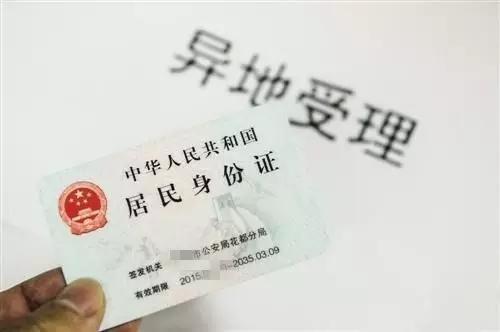 异地受理
中华人民共和国
居民身份证
签发机关 市公安局花都分局
有效期限 2015. -2035.03.09